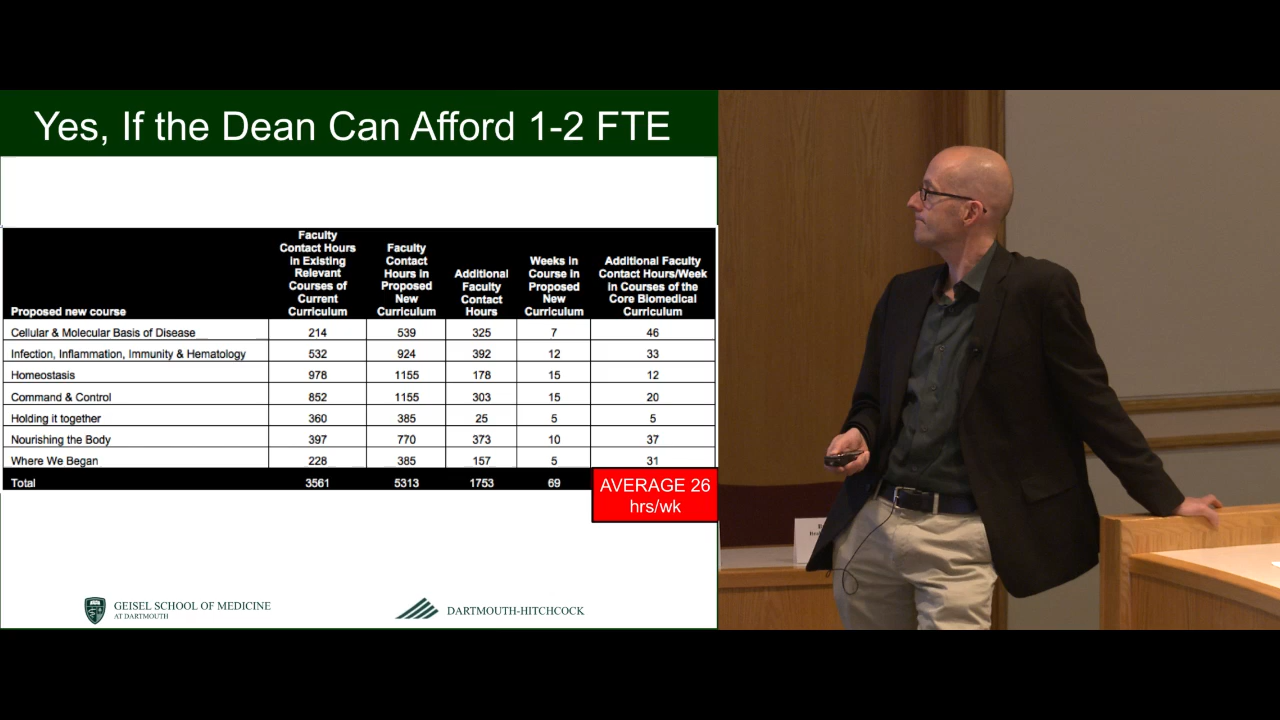 Yes, If the Dean Can Afford 1-2 FTE
Proposed new course | Faculty Contact Hours in Existing Relevant Courses of Current Curriculum | Faculty Contact Hours in Proposed New Curriculum | Additional Faculty Contact Hours | Weeks in Course in Proposed New Curriculum | Additional Faculty Contact Hours/Week in Courses of the Core Biomedical Curriculum
Cellular & Molecular Basis of Disease | 214 | 539 | 325 | 7 | 46
Infection, Inflammation, Immunity & Hematology | 532 | 924 | 392 | 12 | 33
Homeostasis | 978 | 1155 | 178 | 15 | 12
Command & Control | 852 | 1155 | 303 | 15 | 20
Holding it together | 360 | 385 | 25 | 5 | 5
Nourishing the Body | 397 | 770 | 373 | 10 | 37
Where We Began | 228 | 385 | 157 | 5 | 31
Total | 3561 | 5313 | 1753 | 69
AVERAGE 26
hrs/wk
GEISEL SCHOOL OF MEDICINE
AT DARTMOUTH
DARTMOUTH-HITCHCOCK